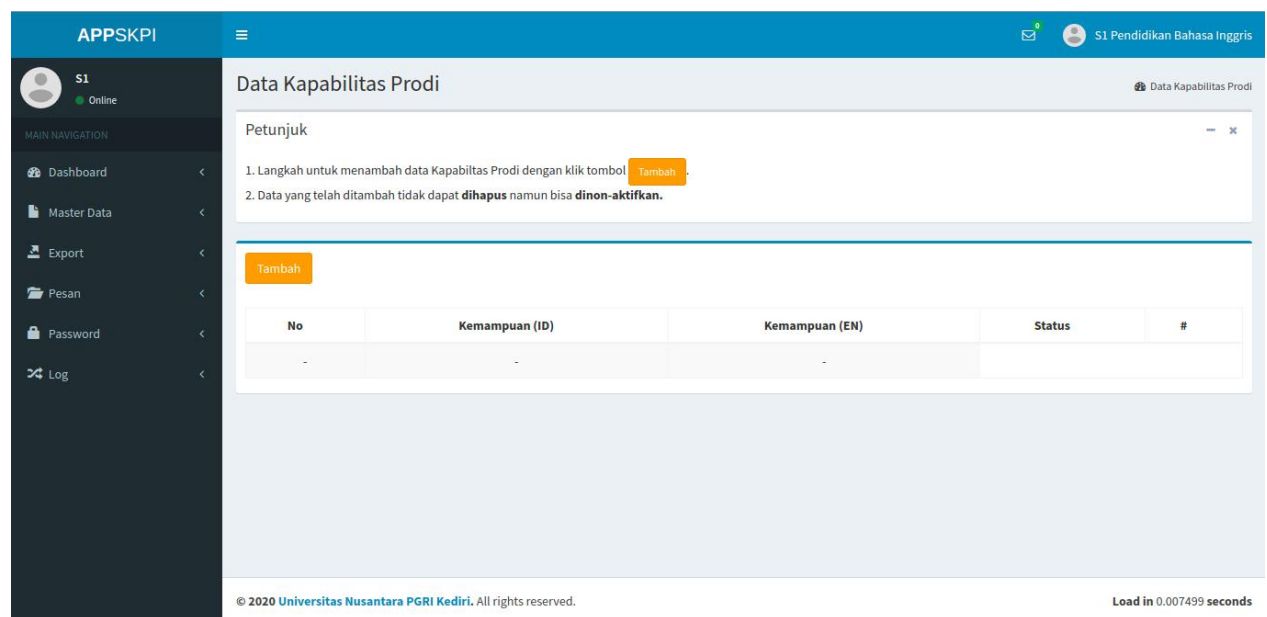 APPSKPI
0
S1 Pendidikan Bahasa Inggris
S1
Online
MAIN NAVIGATION
Dashboard
Master Data
Export
Pesan
Password
Log
Data Kapabilitas Prodi
Data Kapabilitas Prodi
Petunjuk
1. Langkah untuk menambah data Kapabiltas Prodi dengan klik tombol Tambah .
2. Data yang telah ditambah tidak dapat dihapus namun bisa dinon-aktifkan.
Tambah
No Kemampuan (ID) Kemampuan (EN) Status #
- - -
© 2020 Universitas Nusantara PGRI Kediri. All rights reserved. Load in 0.007499 seconds